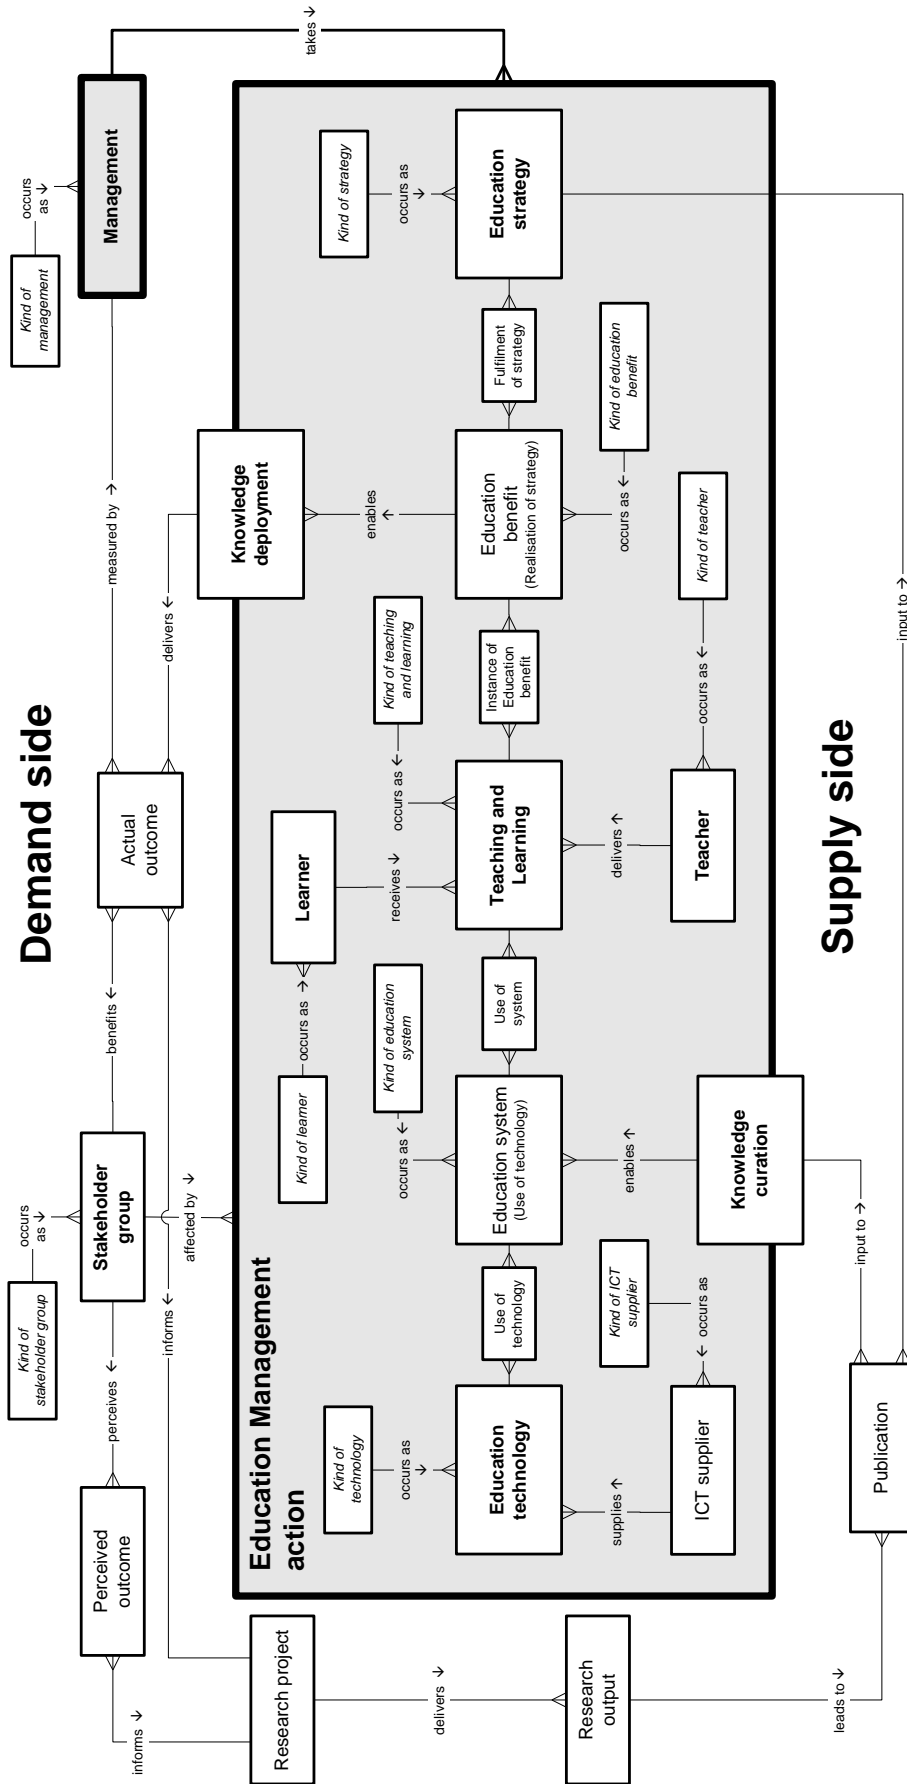 Demand side
Kind of
stakeholder group
occurs
as ↓
Kind of
management
occurs
as ↓
Perceived
outcome
perceives ←
Stakeholder
group
benefits ←
Actual
outcome
measured by →
Management
informs ↓
informs ←
affected by ↓
delivers ←
takes ↓
Research project
Education Management
action
Kind of learner
occurs as →
Learner
Knowledge
deployment
Kind of
technology
Kind of education
system
Kind of teaching
and learning
Kind of strategy
occurs as
↓
occurs as ←
receives ↓
occurs as ←
enables
↑
occurs as
↓
delivers ↓
Education
technology
Use of
technology
Education system
(Use of technology)
Use of
system
Teaching and
Learning
Instance of
Education
benefit
Education
benefit
(Realisation of strategy)
Fulfilment
of strategy
Education
strategy
Research
output
supplies ↑
Kind of ICT
supplier
enables ↑
delivers ↑
occurs as ←
Kind of education
benefit
ICT supplier
← occurs as
Knowledge
curation
Teacher
occurs as ←
Kind of teacher
leads to ↓
Publication
input to →
Supply side
input to →